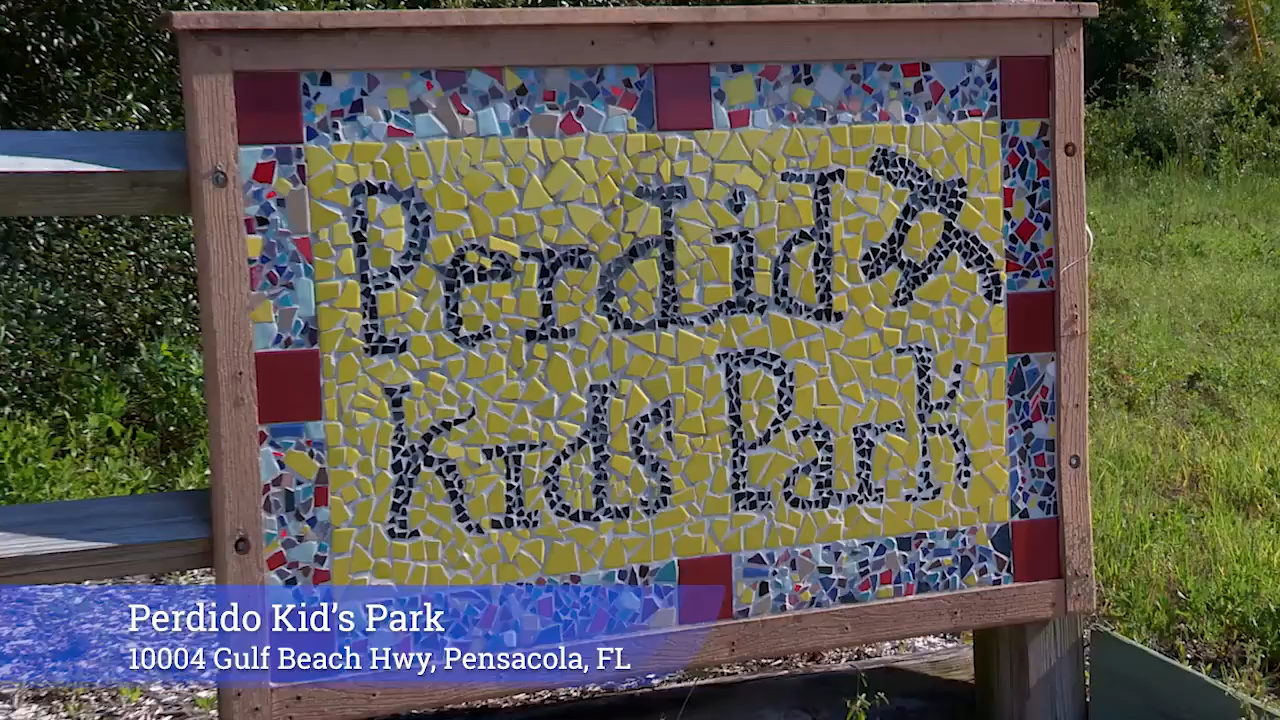 Perdido
Kids Park
Perdido Kid's Park
10004 Gulf Beach Hwy, Pensacola, FL